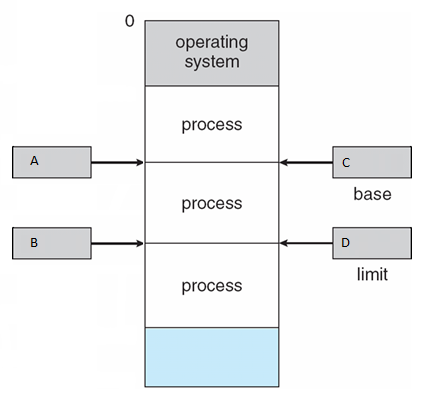 0
operating
system
process
A
C
base
process
B
D
limit
process